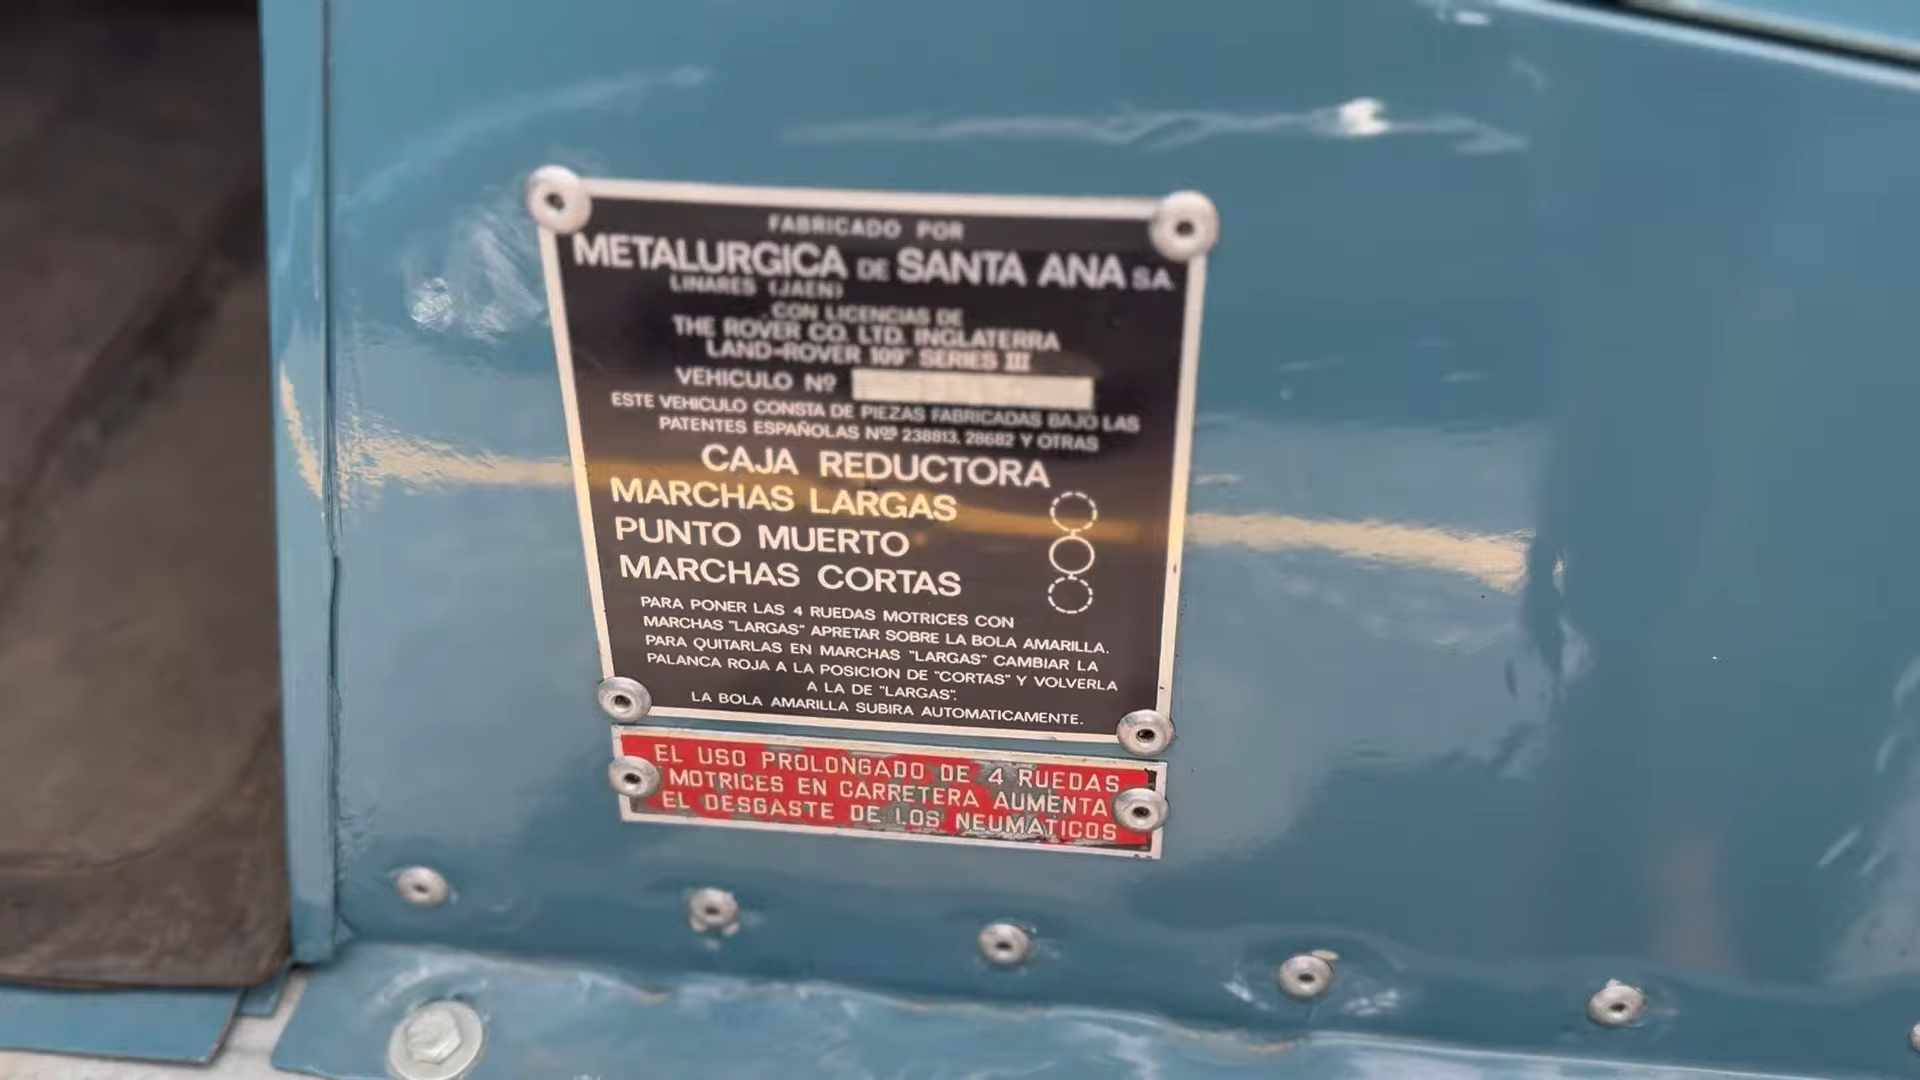 FABRICADO POR
METALURGICA DE SANTA ANA S.A.
LINARES (JAEN)
CON LICENCIAS DE
THE ROVER CO. LTD. INGLATERRA
LAND-ROVER 109" SERIES III
VEHICULO Nº
ESTE VEHICULO CONSTA DE PIEZAS FABRICADAS BAJO LAS
PATENTES ESPAÑOLAS Nºs 238813, 28682 Y OTRAS
CAJA REDUCTORA
MARCHAS LARGAS
PUNTO MUERTO
MARCHAS CORTAS
PARA PONER LAS 4 RUEDAS MOTRICES CON
MARCHAS "LARGAS" APRETAR SOBRE LA BOLA AMARILLA.
PARA QUITARLAS EN MARCHAS "LARGAS" CAMBIAR LA
PALANCA ROJA A LA POSICION DE "CORTAS" Y VOLVERLA
A LA DE "LARGAS".
LA BOLA AMARILLA SUBIRA AUTOMATICAMENTE.
EL USO PROLONGADO DE 4 RUEDAS
MOTRICES EN CARRETERA AUMENTA
EL DESGASTE DE LOS NEUMATICOS